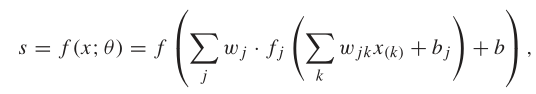 s = f(x; θ) = f ( ∑_j w_j · f_j ( ∑_k w_{jk} x_{(k)} + b_j ) + b ) ,